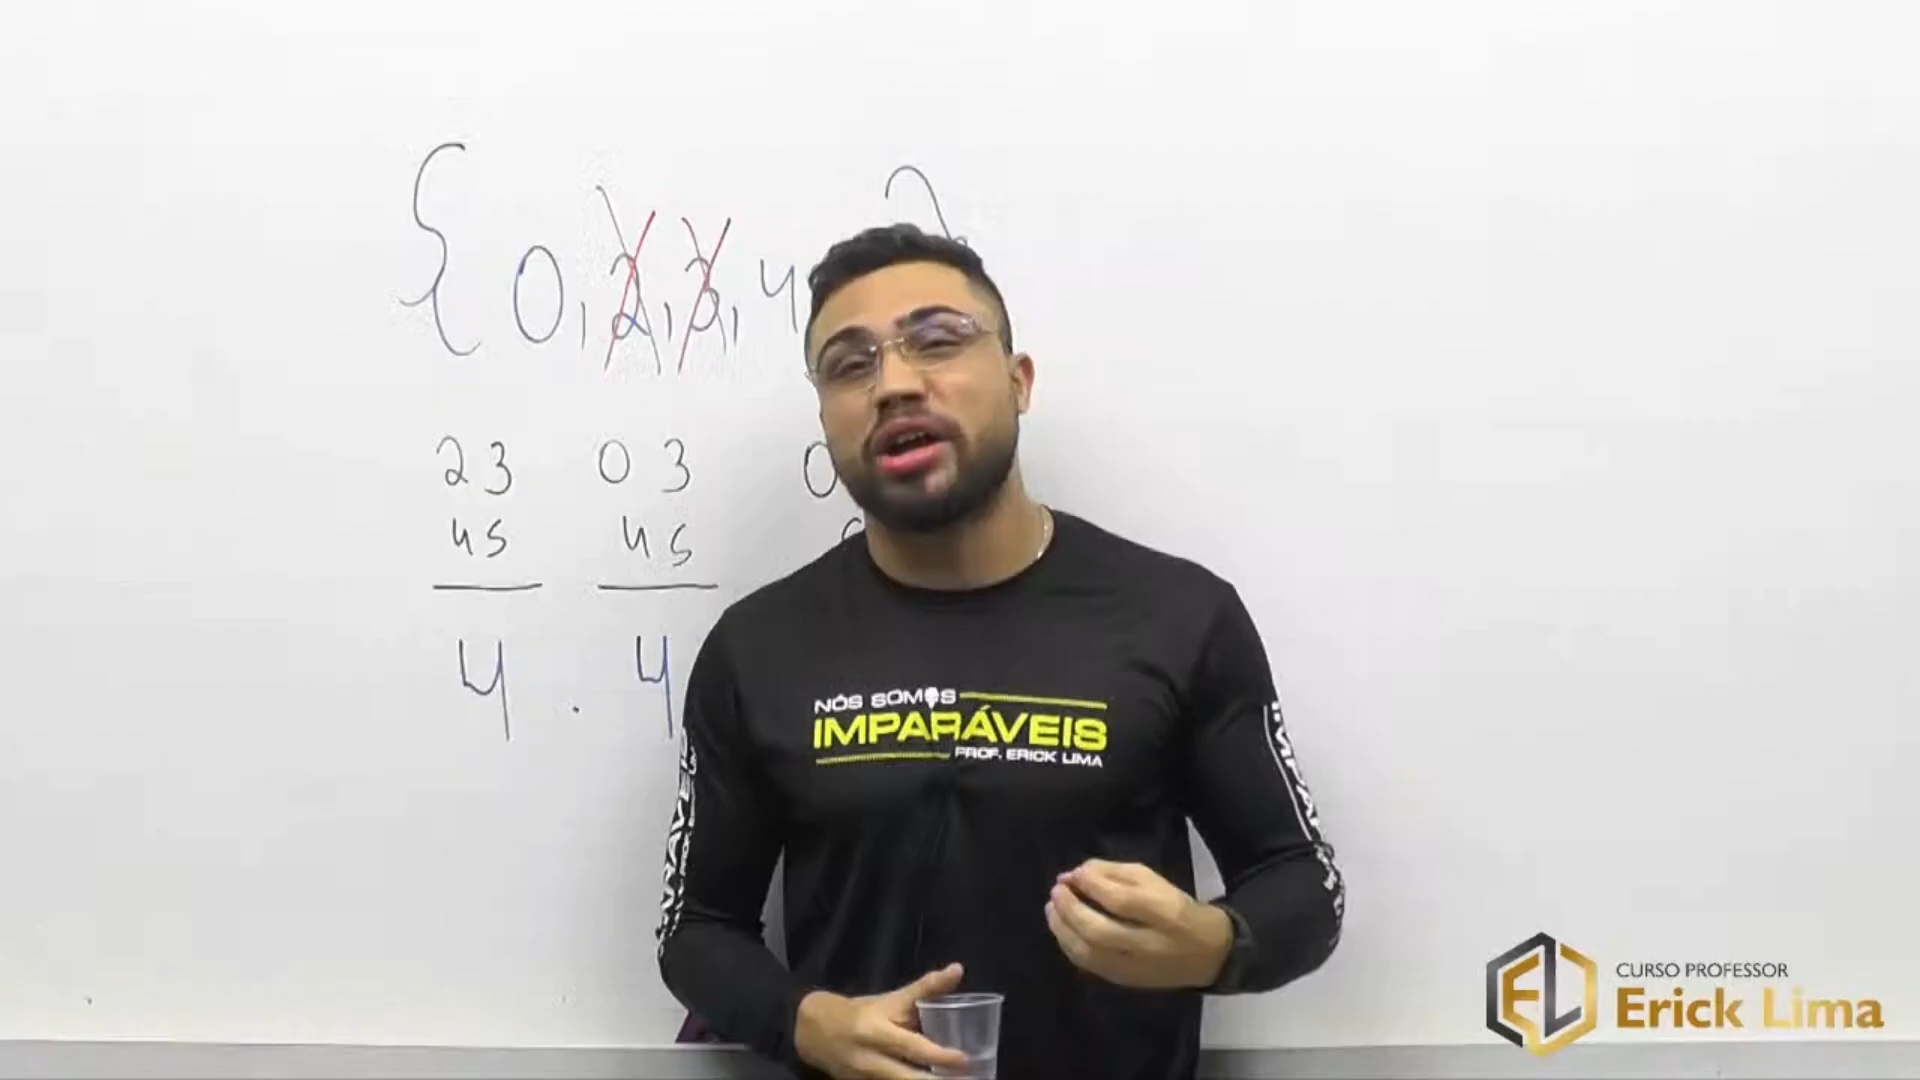 { 0, 2, 3, 4
23 03 0
45 45
4 . 4
NÓS SOMOS
IMPARÁVEIS
PROF. ERICK LIMA
CURSO PROFESSOR
Erick Lima